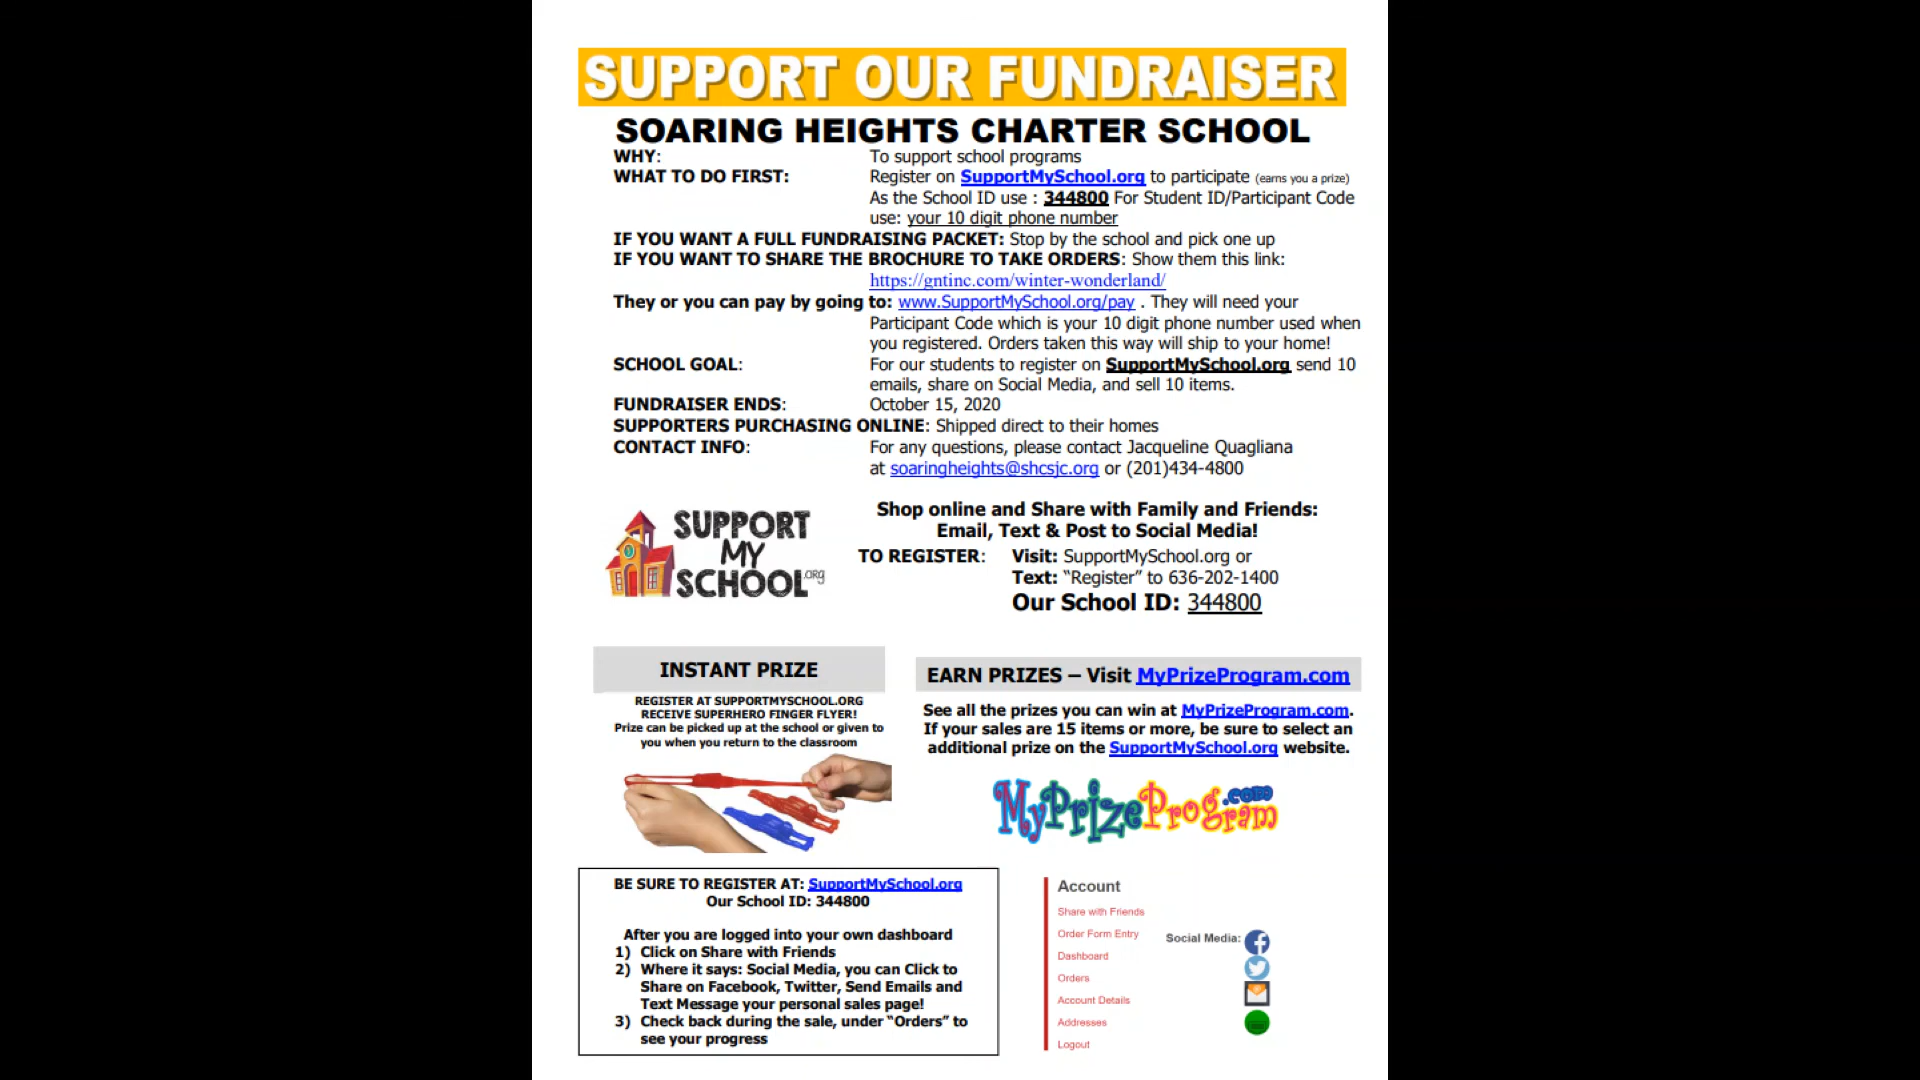 SUPPORT OUR FUNDRAISER
SOARING HEIGHTS CHARTER SCHOOL
WHY: To support school programs
WHAT TO DO FIRST: Register on SupportMySchool.org to participate (earns you a prize)
As the School ID use : 344800 For Student ID/Participant Code
use: your 10 digit phone number
IF YOU WANT A FULL FUNDRAISING PACKET: Stop by the school and pick one up
IF YOU WANT TO SHARE THE BROCHURE TO TAKE ORDERS: Show them this link:
https://gntinc.com/winter-wonderland/
They or you can pay by going to: www.SupportMySchool.org/pay . They will need your
Participant Code which is your 10 digit phone number used when
you registered. Orders taken this way will ship to your home!
SCHOOL GOAL: For our students to register on SupportMySchool.org send 10
emails, share on Social Media, and sell 10 items.
FUNDRAISER ENDS: October 15, 2020
SUPPORTERS PURCHASING ONLINE: Shipped direct to their homes
CONTACT INFO: For any questions, please contact Jacqueline Quagliana
at soaringheights@shcsjc.org or (201)434-4800
SUPPORT
MY
SCHOOL.org
Shop online and Share with Family and Friends:
Email, Text & Post to Social Media!
TO REGISTER: Visit: SupportMySchool.org or
Text: “Register” to 636-202-1400
Our School ID: 344800
INSTANT PRIZE
REGISTER AT SUPPORTMYSCHOOL.ORG
RECEIVE SUPERHERO FINGER FLYER!
Prize can be picked up at the school or given to
you when you return to the classroom
EARN PRIZES – Visit MyPrizeProgram.com
See all the prizes you can win at MyPrizeProgram.com.
If your sales are 15 items or more, be sure to select an
additional prize on the SupportMySchool.org website.
MyPrizeProgram.com
BE SURE TO REGISTER AT: SupportMySchool.org
Our School ID: 344800
After you are logged into your own dashboard
1) Click on Share with Friends
2) Where it says: Social Media, you can Click to
Share on Facebook, Twitter, Send Emails and
Text Message your personal sales page!
3) Check back during the sale, under “Orders” to
see your progress
Account
Share with Friends
Order Form Entry
Dashboard
Orders
Account Details
Addresses
Logout
Social Media: